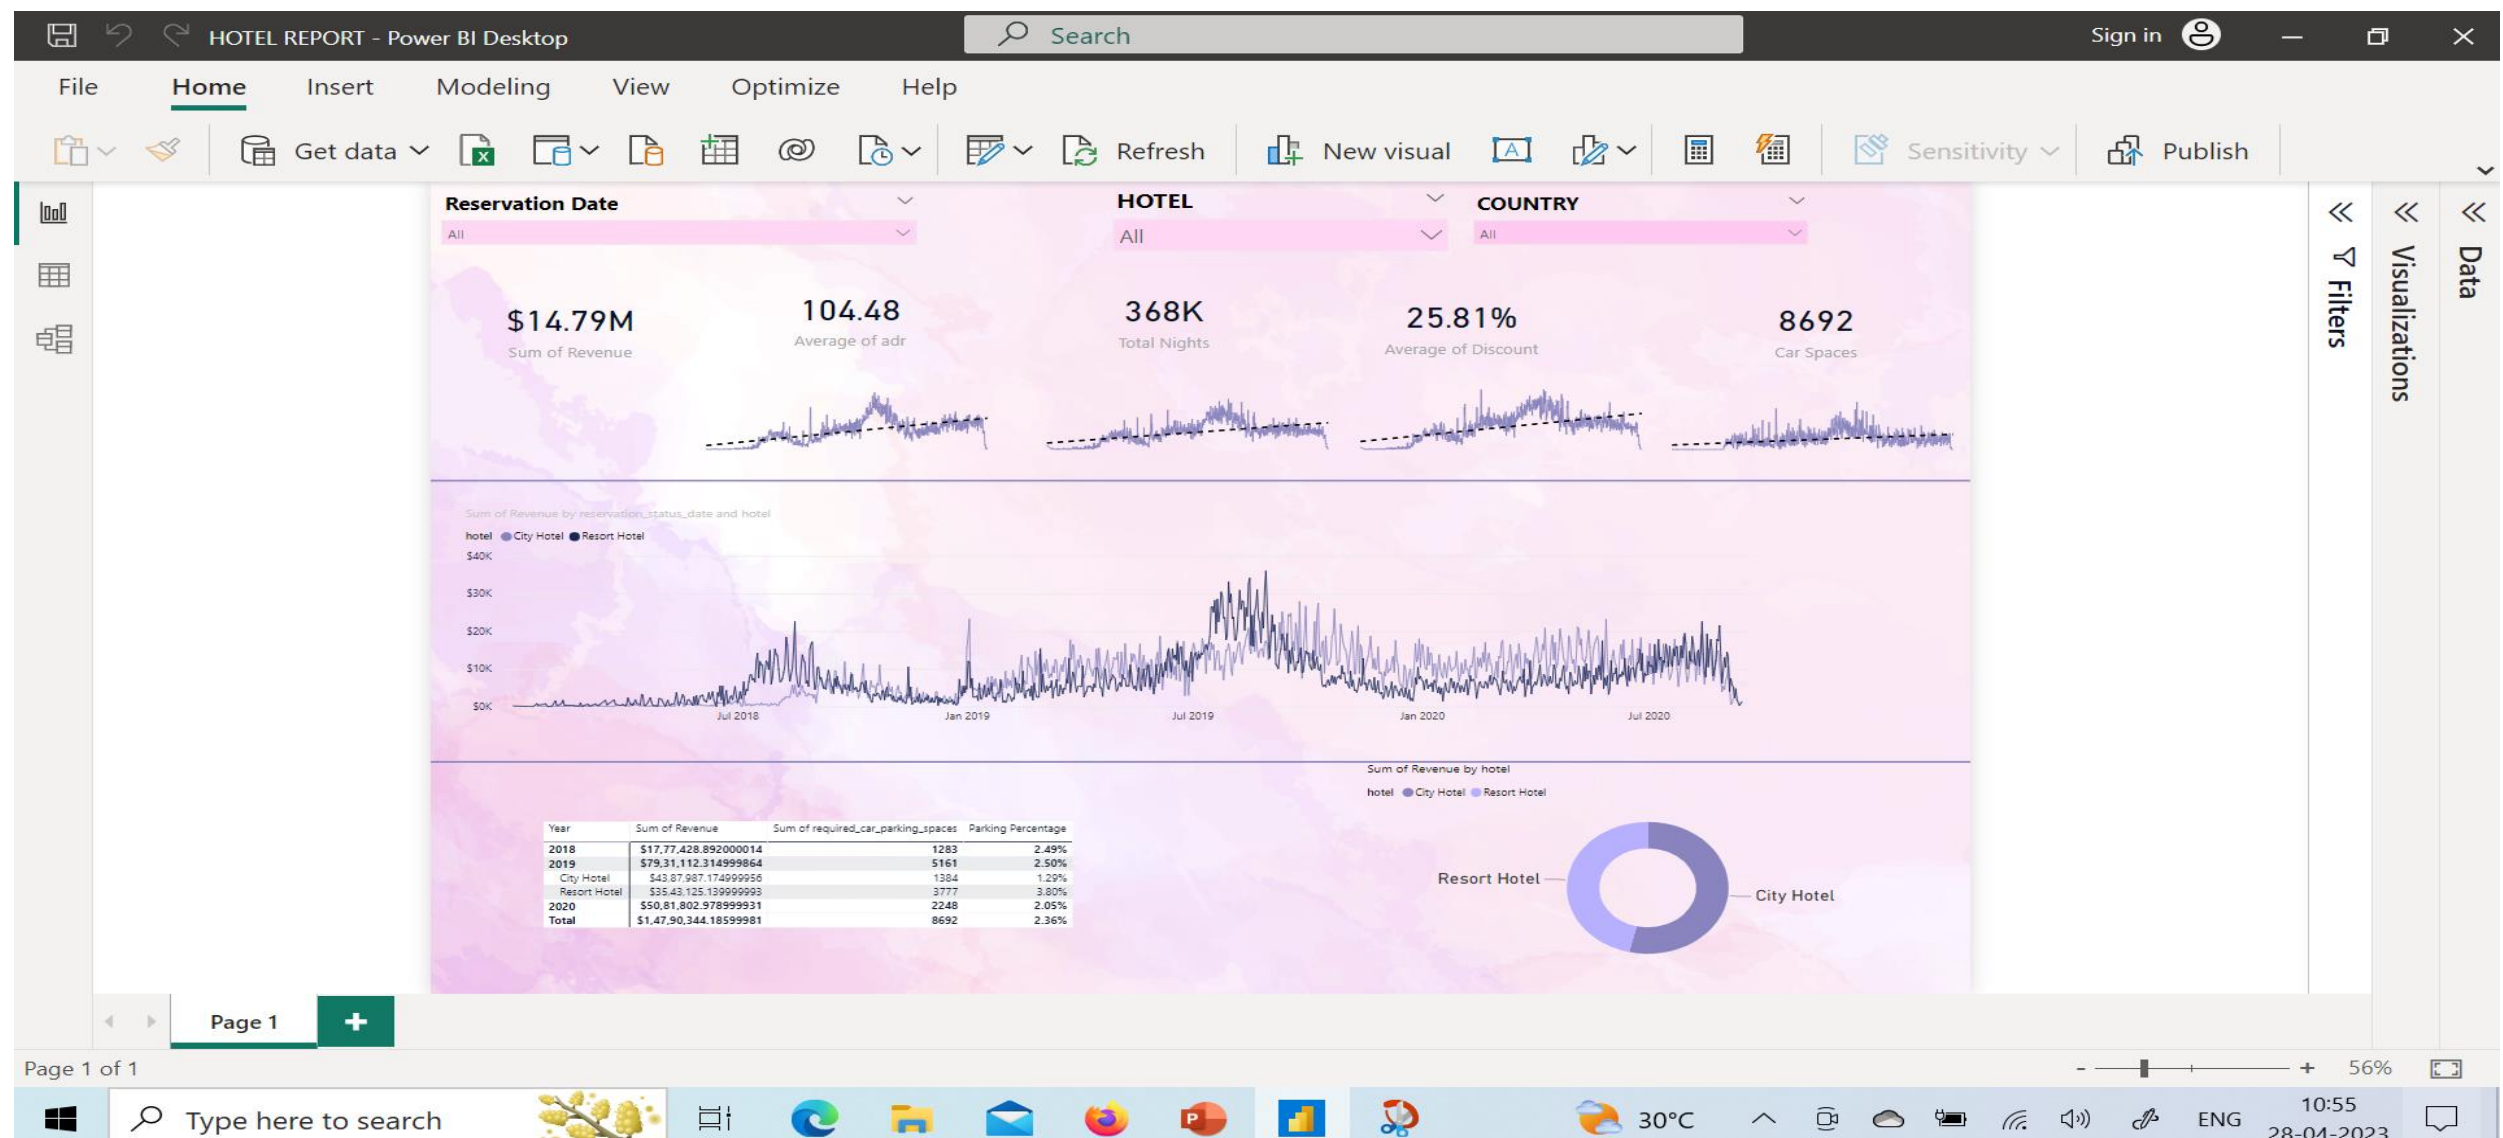 HOTEL REPORT - Power BI Desktop
Search
Sign in
File Home Insert Modeling View Optimize Help
Get data Refresh New visual Sensitivity Publish
Reservation Date
All
HOTEL
All
COUNTRY
All
$14.79M
Sum of Revenue
104.48
Average of adr
368K
Total Nights
25.81%
Average of Discount
8692
Car Spaces
Filters
Visualizations
Data
Sum of Revenue by reservation_status_date and hotel
hotel City Hotel Resort Hotel
$40K
$30K
$20K
$10K
$0K
Jul 2018 Jan 2019 Jul 2019 Jan 2020 Jul 2020
Year Sum of Revenue Sum of required_car_parking_spaces Parking Percentage
2018 $17,77,428.892000014 1283 2.49%
2019 $79,31,112.314999864 5161 2.50%
City Hotel $43,87,987.174999956 1384 1.29%
Resort Hotel $35,43,125.139999993 3777 3.80%
2020 $50,81,802.978999931 2248 2.05%
Total $1,47,90,344.18599981 8692 2.36%
Sum of Revenue by hotel
hotel City Hotel Resort Hotel
Resort Hotel
City Hotel
Page 1
Page 1 of 1
- + 56%
Type here to search
30°C
ENG
10:55
28-04-2023